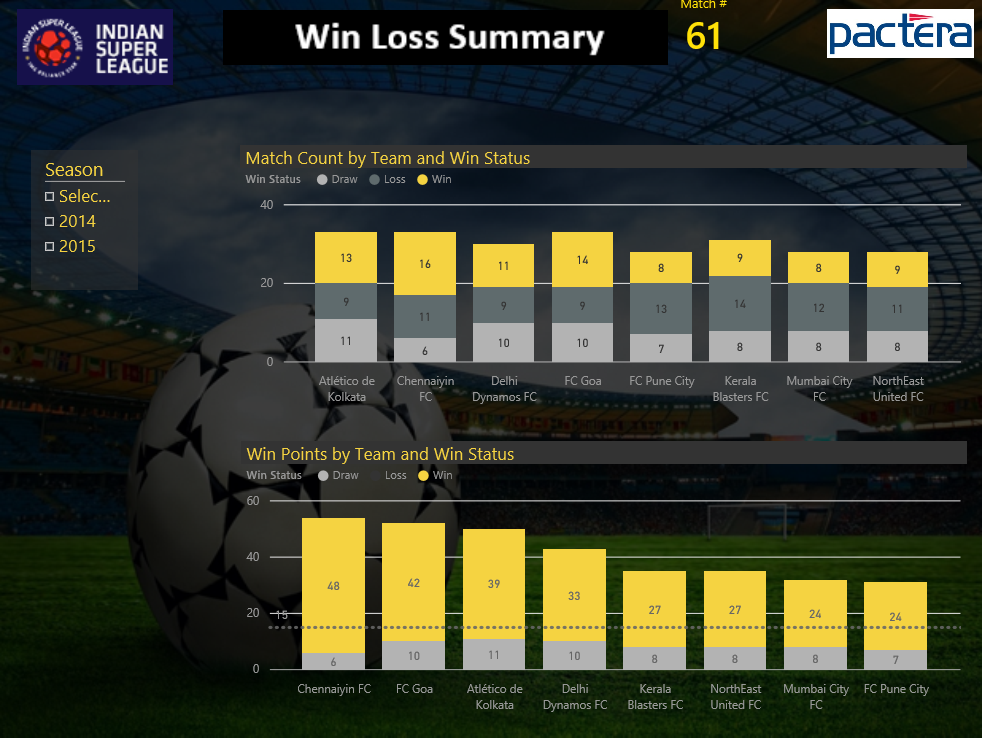 INDIAN
SUPER
LEAGUE
INDIAN SUPER LEAGUE
Win Loss Summary
Match #
61
pactera
Season
Selec...
2014
2015
Match Count by Team and Win Status
Win Status Draw Loss Win
40
20
0
13 16 11 14 8 9 8 9
9 11 9 9 13 14 12 11
11 6 10 10 7 8 8 8
Atlético de Kolkata
Chennaiyin FC
Delhi Dynamos FC
FC Goa
FC Pune City
Kerala Blasters FC
Mumbai City FC
NorthEast United FC
Win Points by Team and Win Status
Win Status Draw Loss Win
60
40
20
0
15
48 42 39 33 27 27 24 24
6 10 11 10 8 8 8 7
Chennaiyin FC
FC Goa
Atlético de Kolkata
Delhi Dynamos FC
Kerala Blasters FC
NorthEast United FC
Mumbai City FC
FC Pune City